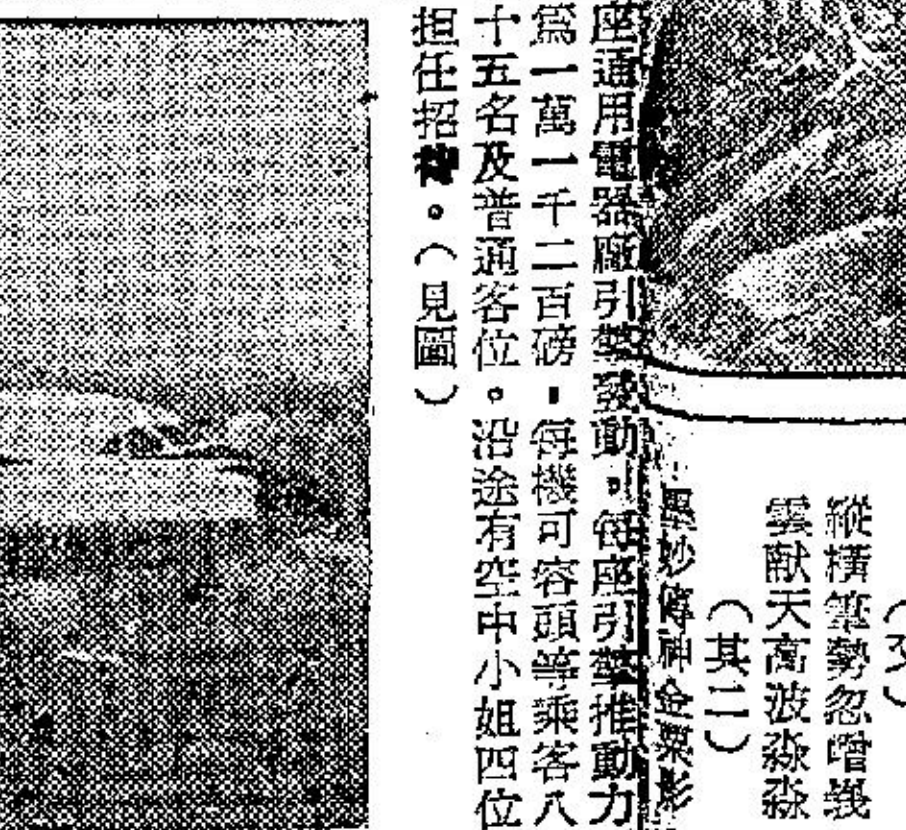 （又）
縱橫筆勢忽增
雲献天高波淼淼
（其二）
墨妙傳神金粟影
座通用電器廠引擎發動，每座引擎推動力
爲一萬一千二百磅，每機可容頭等乘客八
十五名及普通客位。沿途有空中小姐四位
担任招待。（見圖）